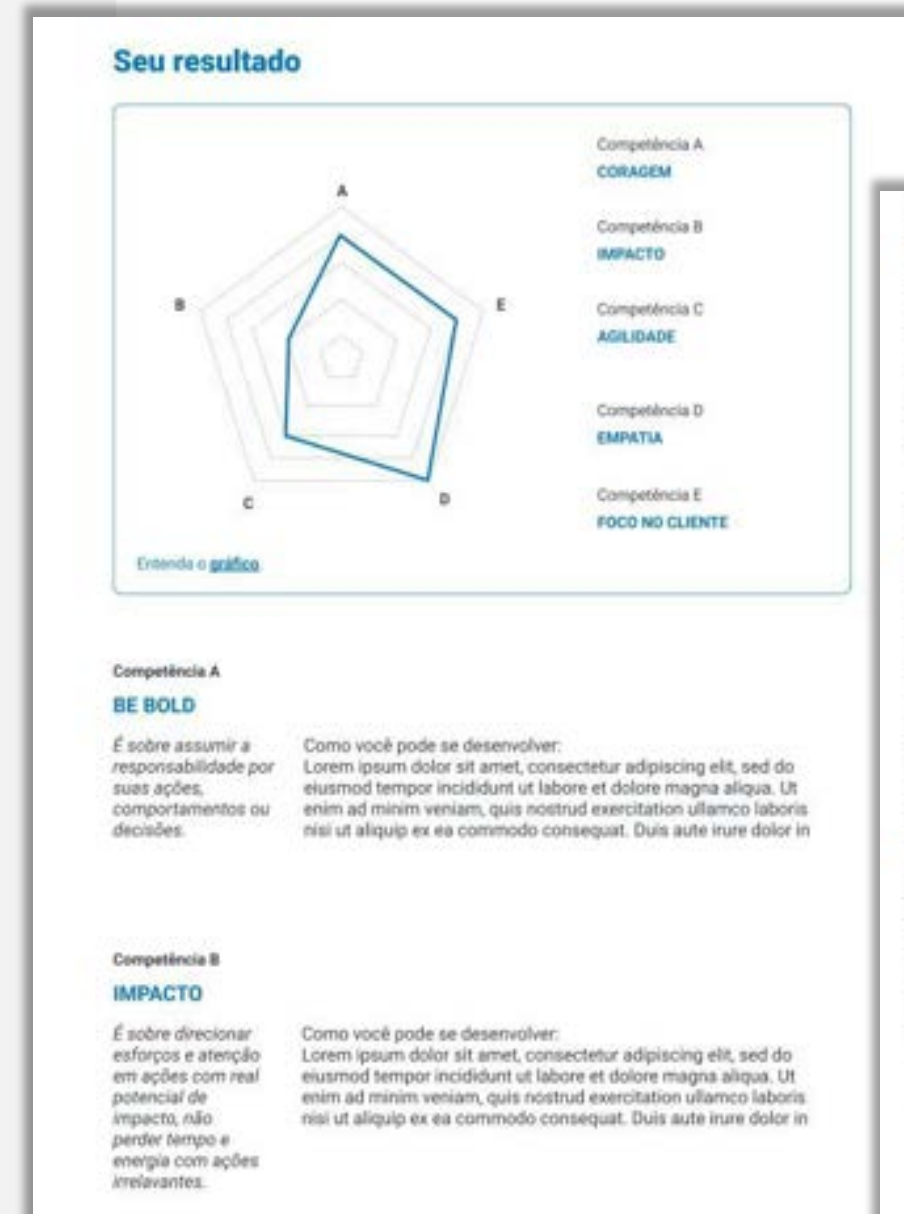 Seu resultado
A
B
E
C
D
Competência A
CORAGEM
Competência B
IMPACTO
Competência C
AGILIDADE
Competência D
EMPATIA
Competência E
FOCO NO CLIENTE
Entenda o gráfico
Competência A
BE BOLD
É sobre assumir a
responsabilidade por
suas ações,
comportamentos ou
decisões.
Como você pode se desenvolver:
Lorem ipsum dolor sit amet, consectetur adipiscing elit, sed do
eiusmod tempor incididunt ut labore et dolore magna aliqua. Ut
enim ad minim veniam, quis nostrud exercitation ullamco laboris
nisi ut aliquip ex ea commodo consequat. Duis aute irure dolor in
Competência B
IMPACTO
É sobre direcionar
esforços e atenção
em ações com real
potencial de
impacto, não
perder tempo e
energia com ações
irrelavantes.
Como você pode se desenvolver:
Lorem ipsum dolor sit amet, consectetur adipiscing elit, sed do
eiusmod tempor incididunt ut labore et dolore magna aliqua. Ut
enim ad minim veniam, quis nostrud exercitation ullamco laboris
nisi ut aliquip ex ea commodo consequat. Duis aute irure dolor in